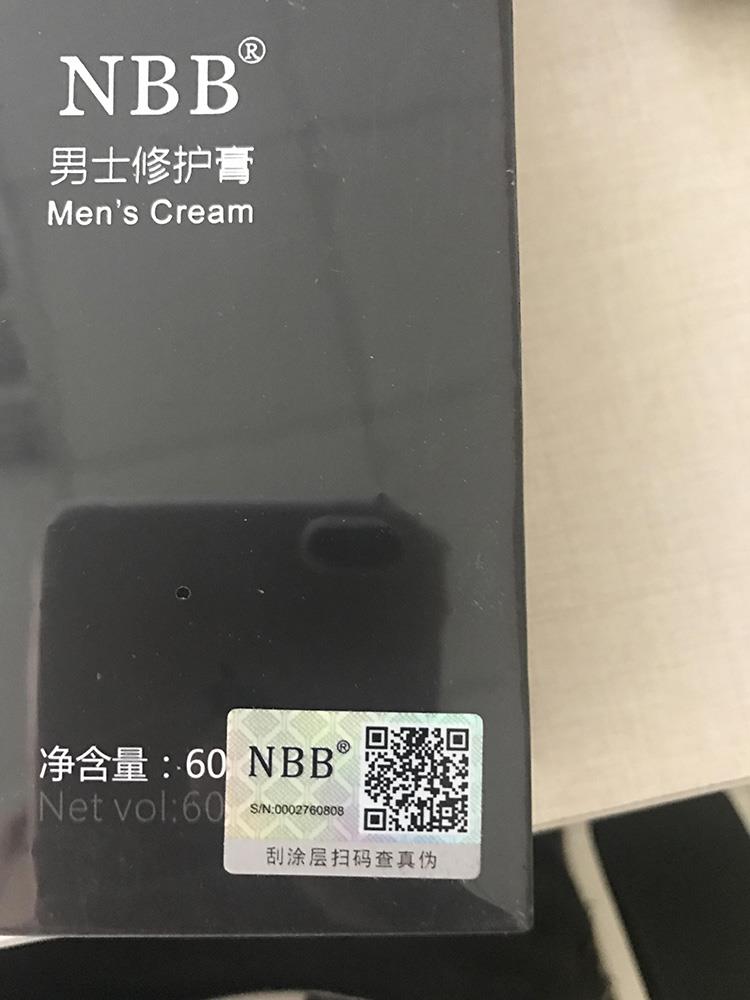 NBB®
男士修护膏
Men's Cream
净含量：60
Net vol:60
NBB®
S/N:0002760808
刮涂层扫码查真伪